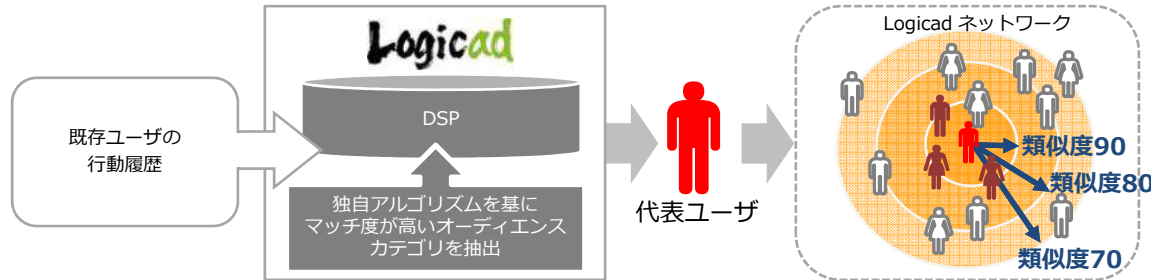 既存ユーザの
行動履歴
Logicad
DSP
独自アルゴリズムを基に
マッチ度が高いオーディエンス
カテゴリを抽出
代表ユーザ
Logicad ネットワーク
類似度90
類似度80
類似度70